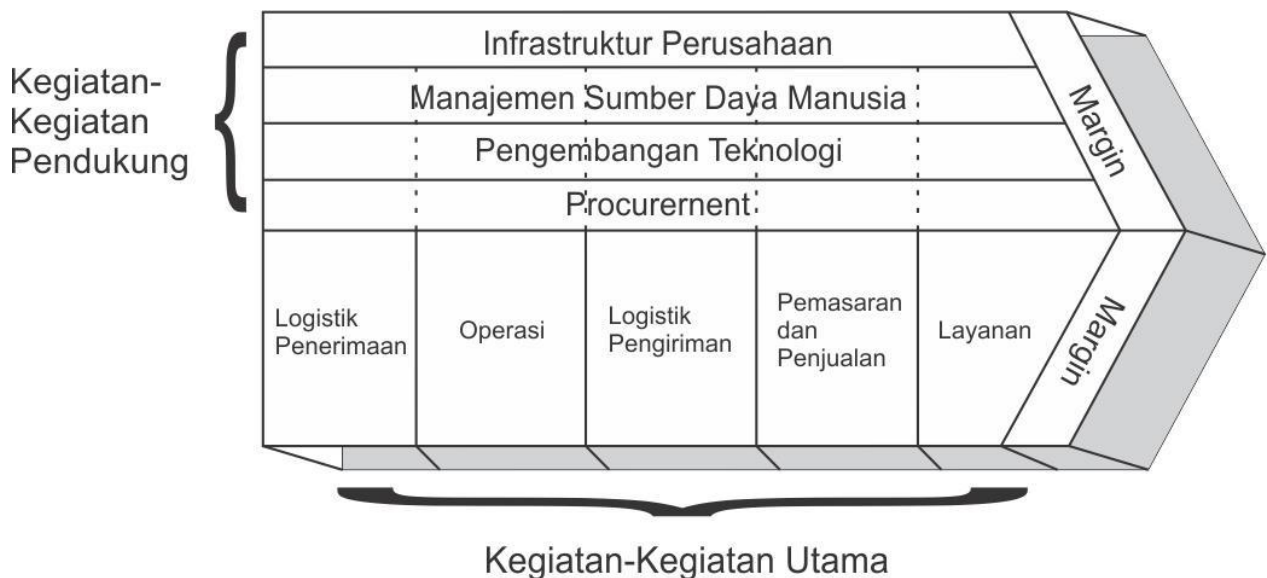 Kegiatan-
Kegiatan
Pendukung
Infrastruktur Perusahaan
Manajemen Sumber Daya Manusia
Pengembangan Teknologi
Procurernent
Margin
Logistik
Penerimaan
Operasi
Logistik
Pengiriman
Pemasaran
dan
Penjualan
Layanan
Margin
Kegiatan-Kegiatan Utama